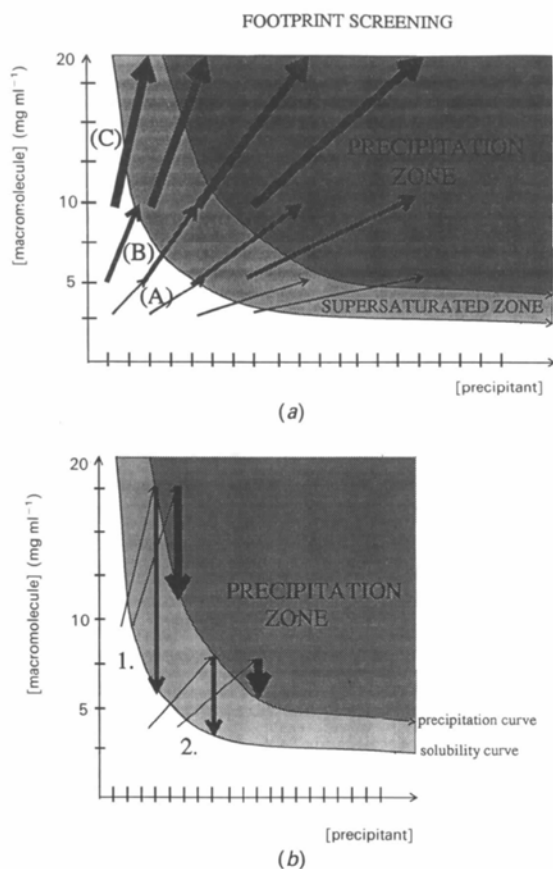 FOOTPRINT SCREENING
20
(C)
PRECIPITATION
ZONE
[macromolecule] (mg ml⁻¹)
10
(B)
(A)
5
SUPERSATURATED ZONE
[precipitant]
(a)
20
[macromolecule] (mg ml⁻¹)
PRECIPITATION
ZONE
10
1.
5
precipitation curve
2.
solubility curve
[precipitant]
(b)